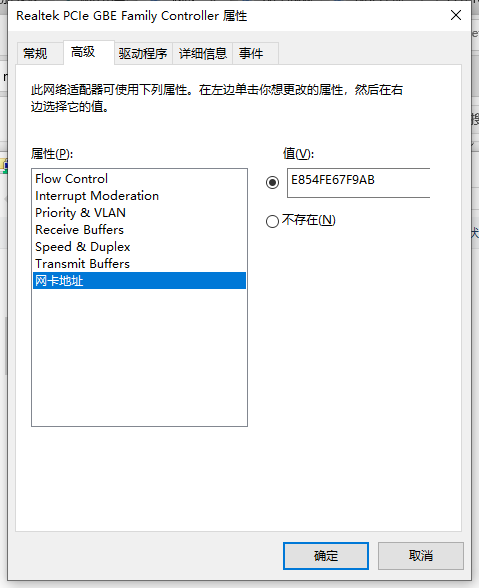 Realtek PCIe GBE Family Controller 属性
常规
高级
驱动程序
详细信息
事件
此网络适配器可使用下列属性。在左边单击你想更改的属性，然后在右
边选择它的值。
属性(P):
值(V):
Flow Control
Interrupt Moderation
Priority & VLAN
Receive Buffers
Speed & Duplex
Transmit Buffers
网卡地址
E854FE67F9AB
不存在(N)
确定
取消